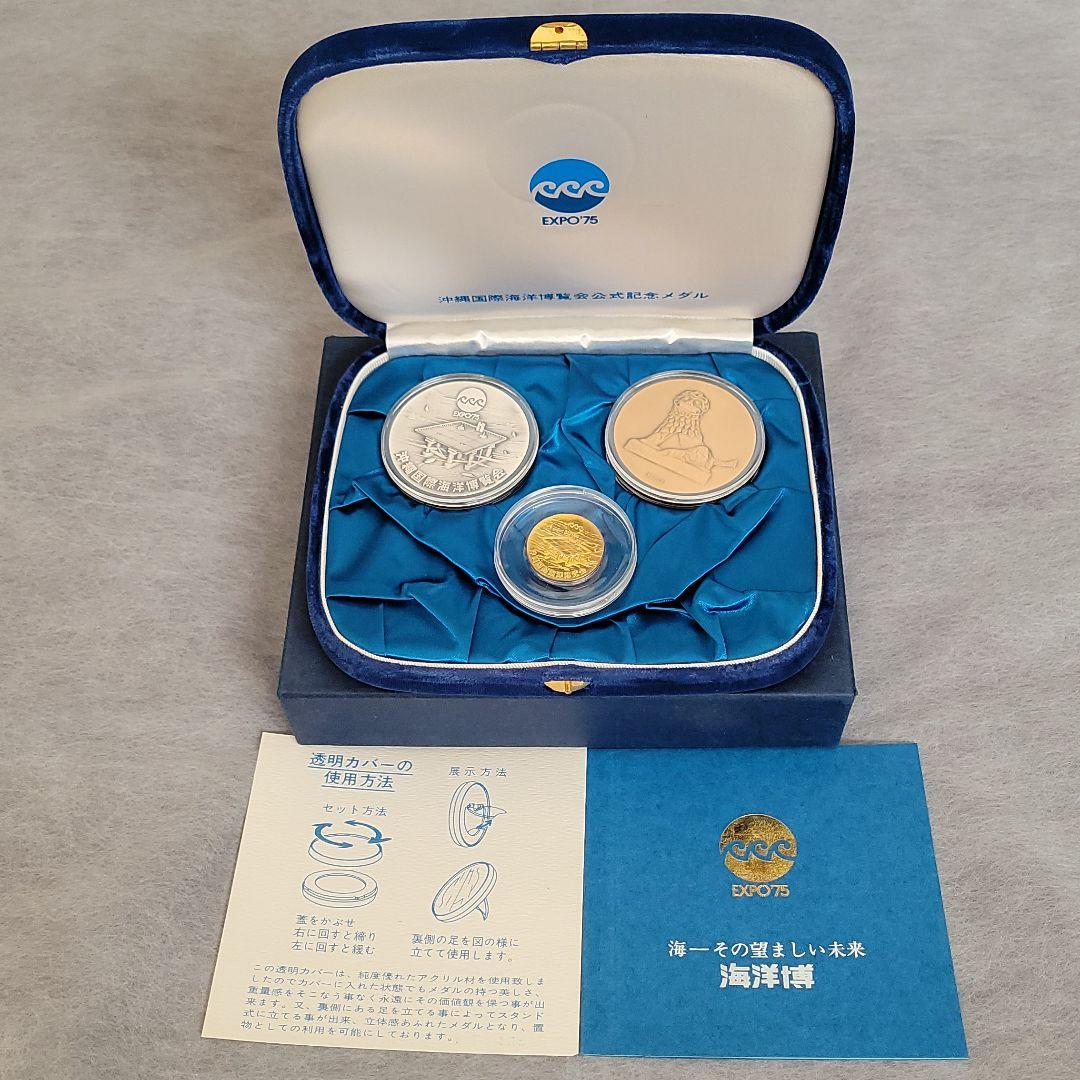 EXPO'75
沖縄国際海洋博覧会公式記念メダル
EXPO'75
沖縄国際海洋博覧会
透明カバーの
使用方法
セット方法
蓋をかぶせ
右に回すと締り
左に回すと緩む
展示方法
裏側の足を図の様に
立てて使用します。
この透明カバーは、純度優れたアクリル材を使用致しま
したのでカバーに入れた状態でもメダルの持つ美しさ、
重量感をそこなう事なく永遠にその価値観を保つ事が出
来ます。又、裏側にある足を立てる事によってスタンド
式に立てる事が出来、立体感あふれたメダルとなり、置
物としての利用を可能にしております。
EXPO'75
海—その望ましい未来
海洋博